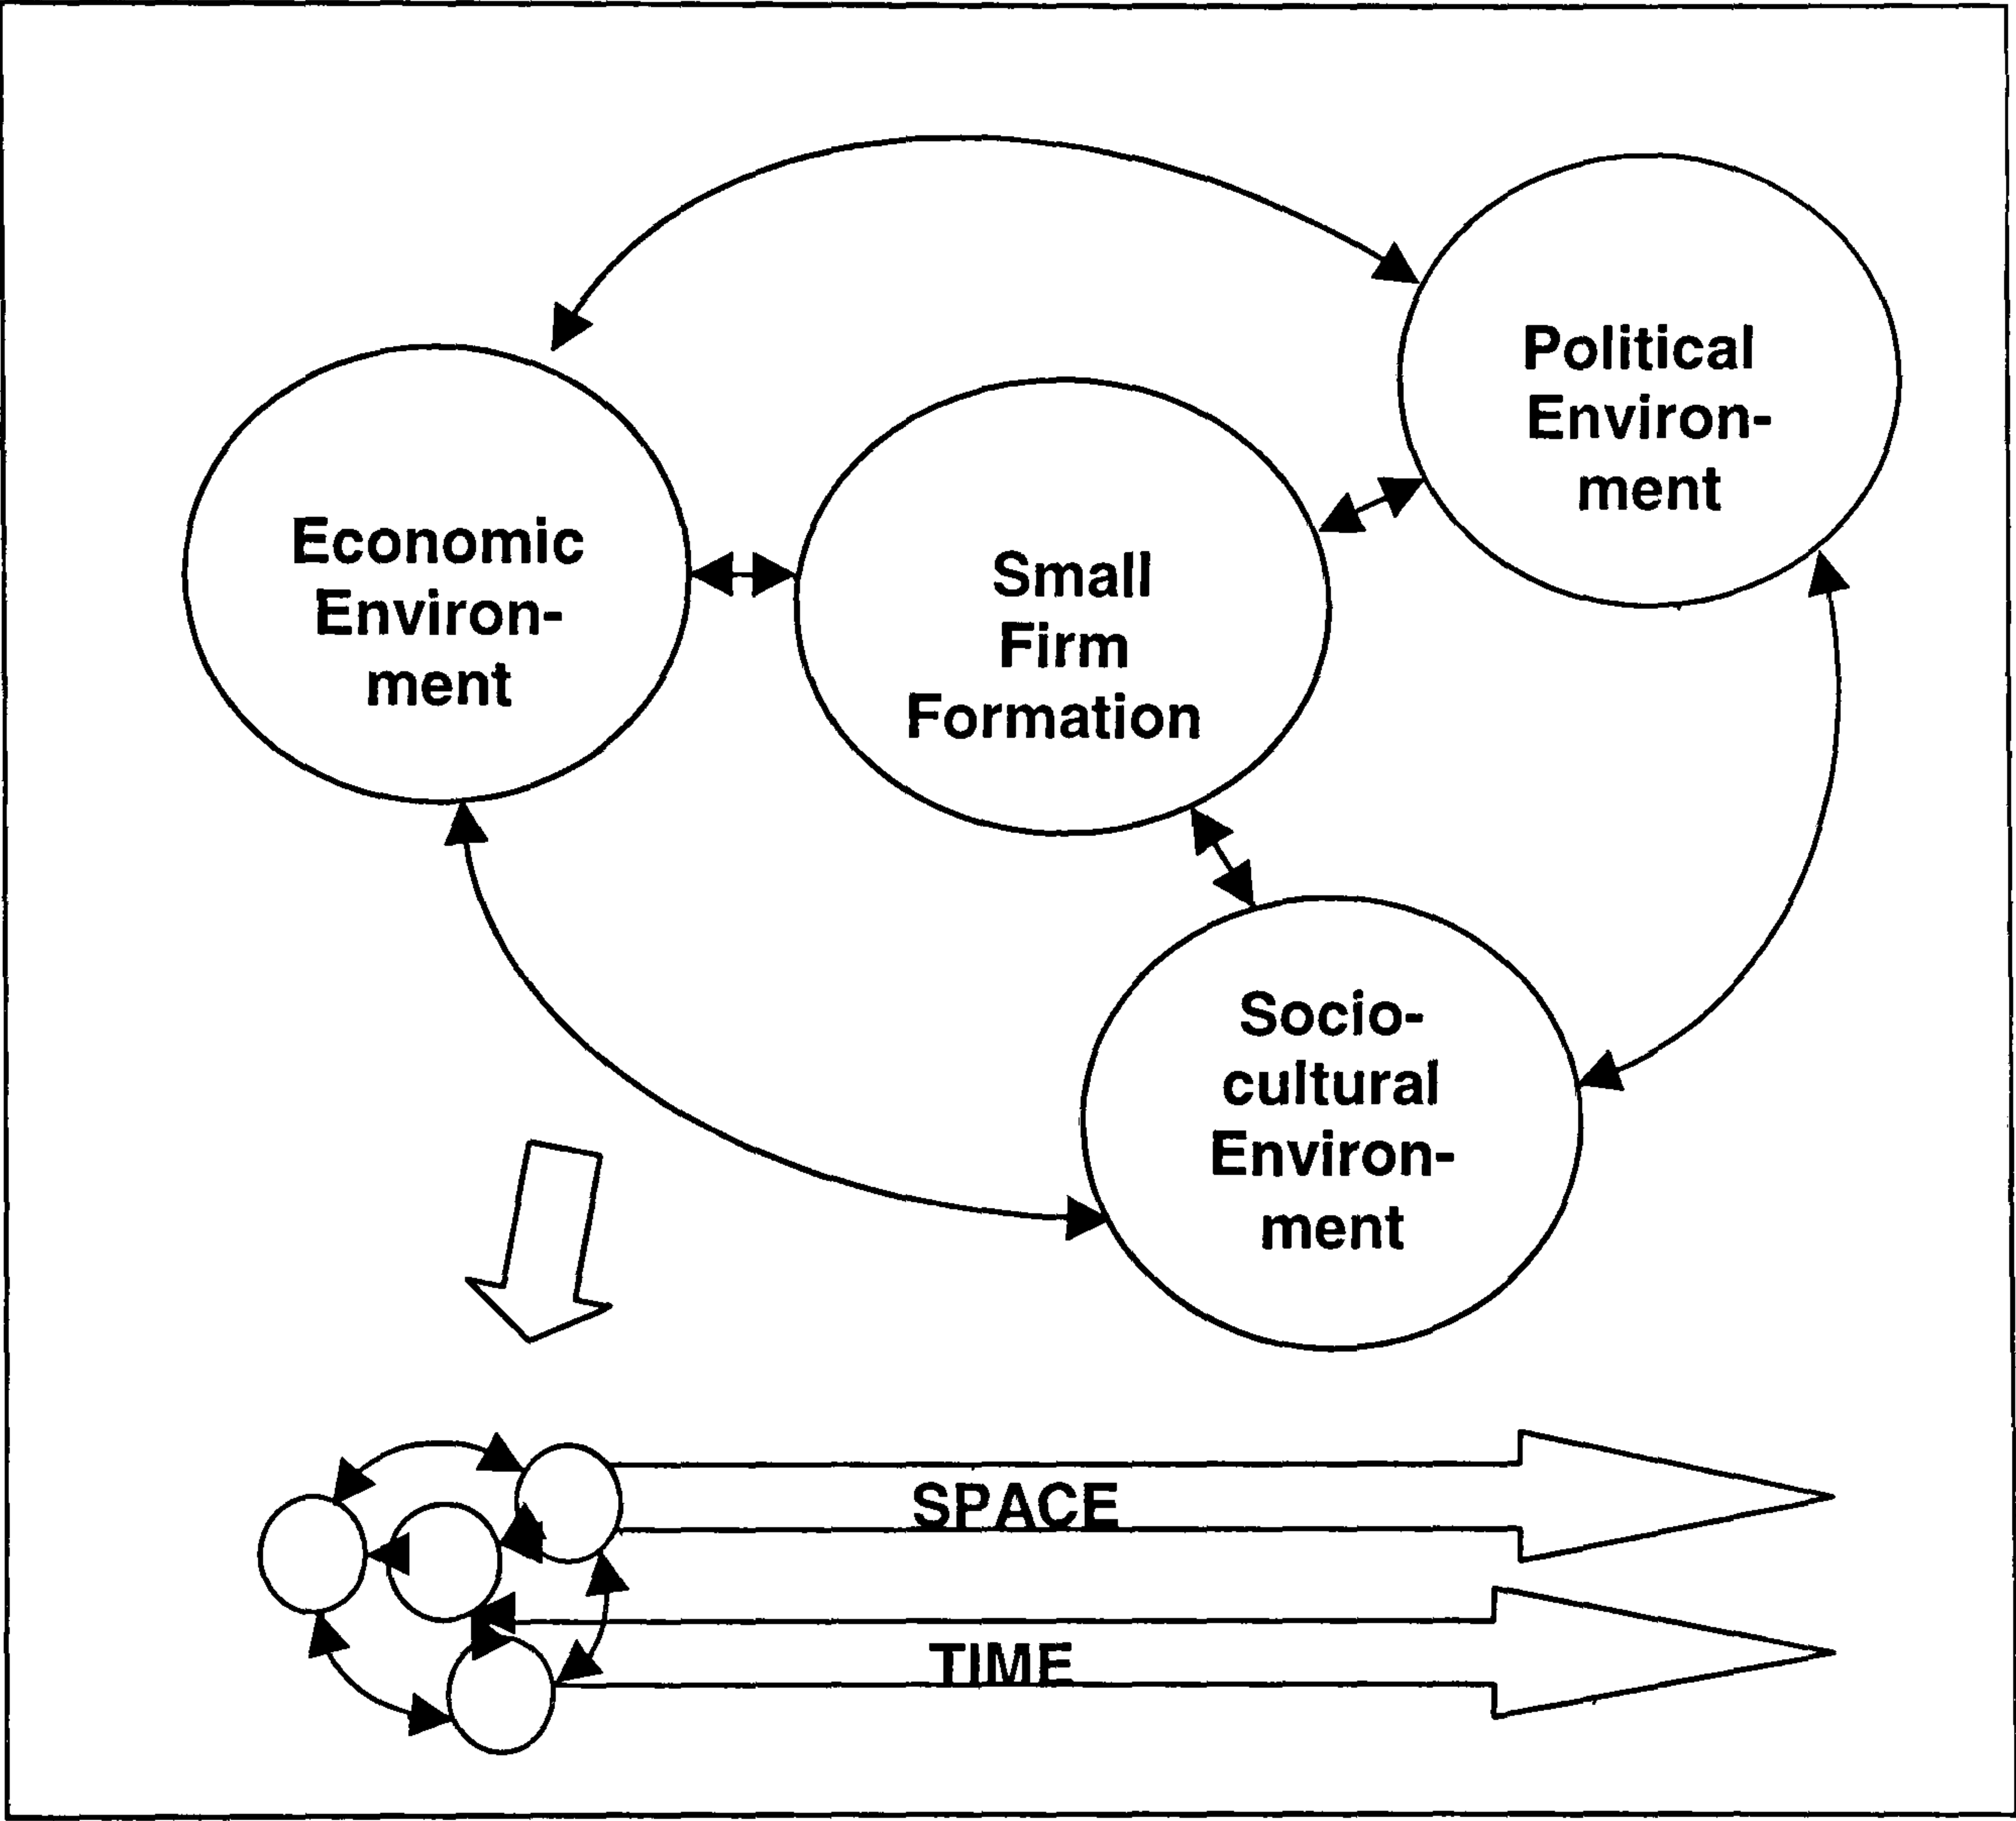 Political
Environ-
ment
Economic
Environ-
ment
Small
Firm
Formation
Socio-
cultural
Environ-
ment
SPACE
TIME